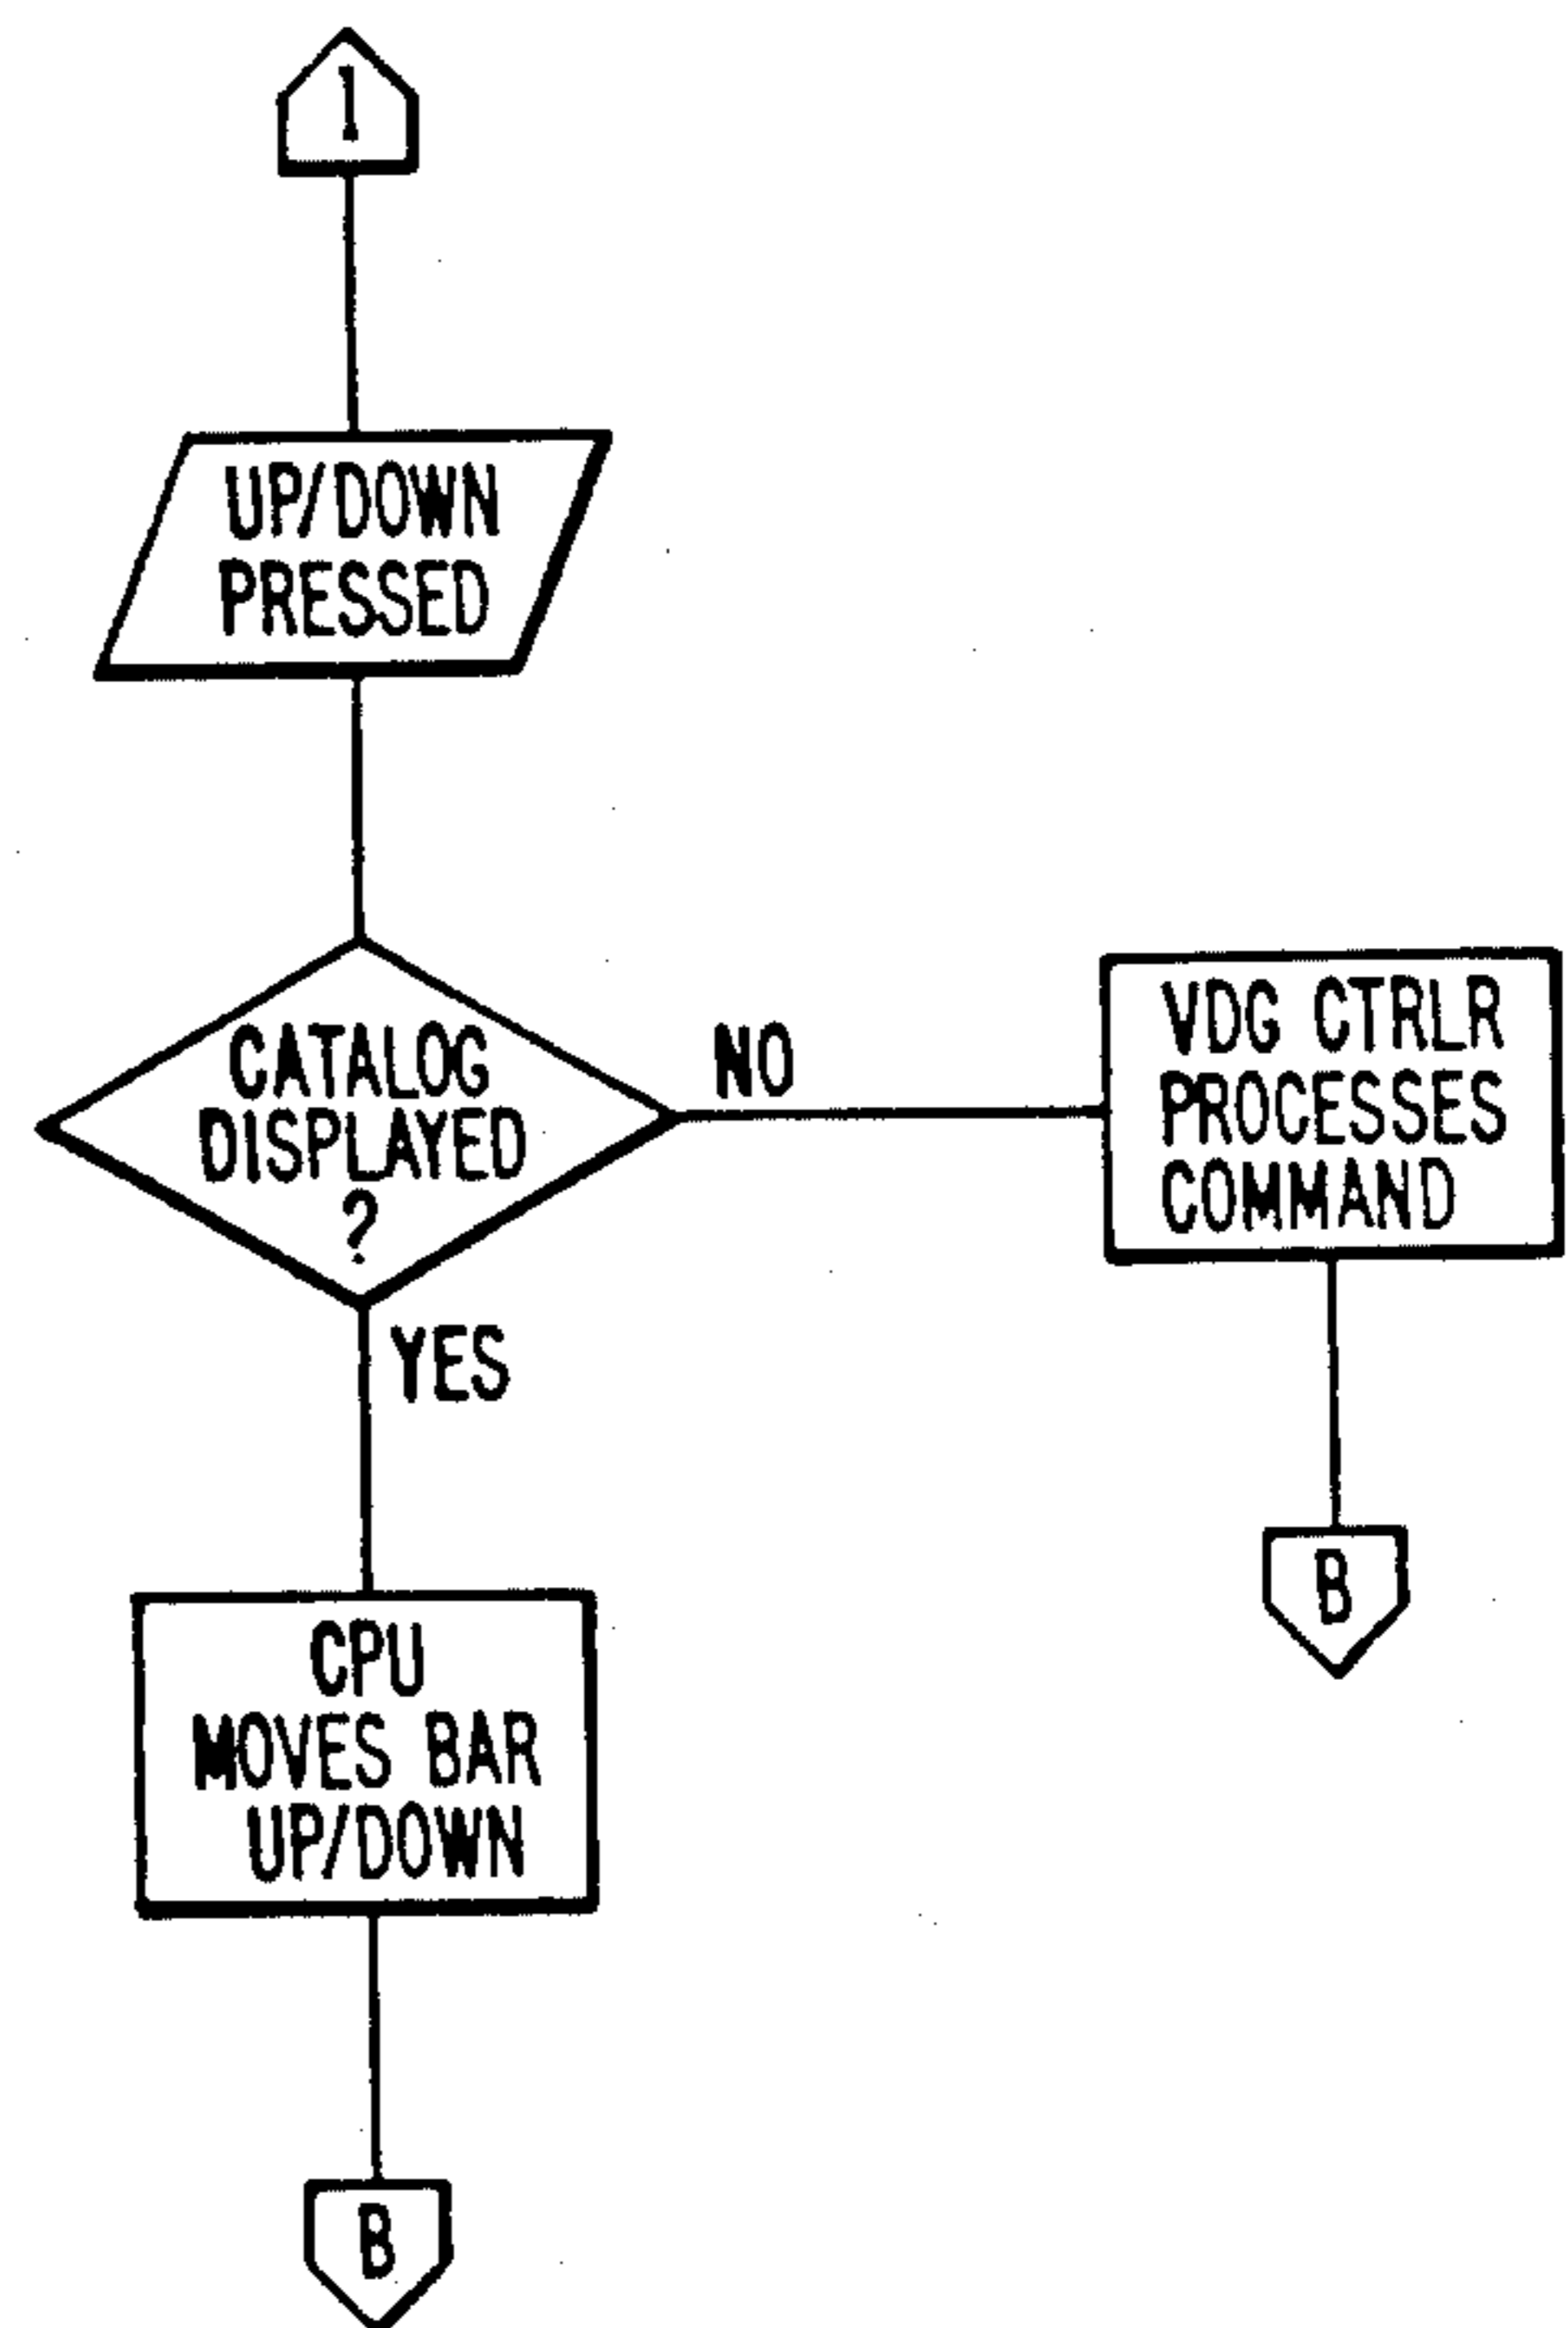 1
UP/DOWN
PRESSED
CATALOG
DISPLAYED
?
NO
YES
VDG CTRLR
PROCESSES
COMMAND
B
CPU
MOVES BAR
UP/DOWN
B